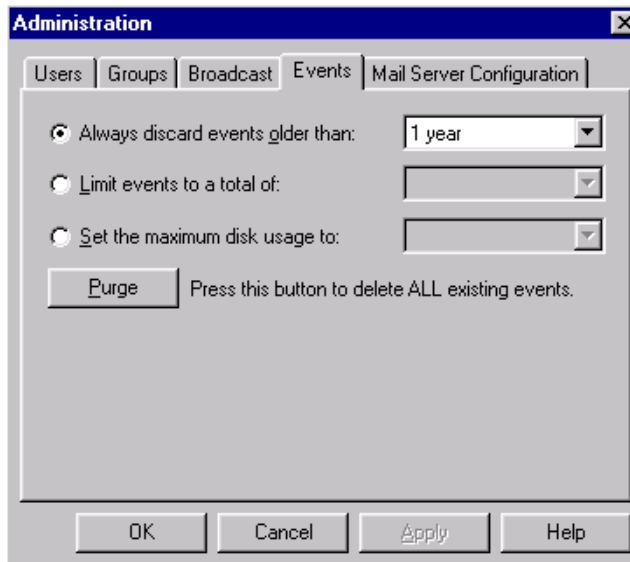 Administration
Users Groups Broadcast Events Mail Server Configuration
Always discard events older than: 1 year
Limit events to a total of:
Set the maximum disk usage to:
Purge Press this button to delete ALL existing events.
OK Cancel Apply Help